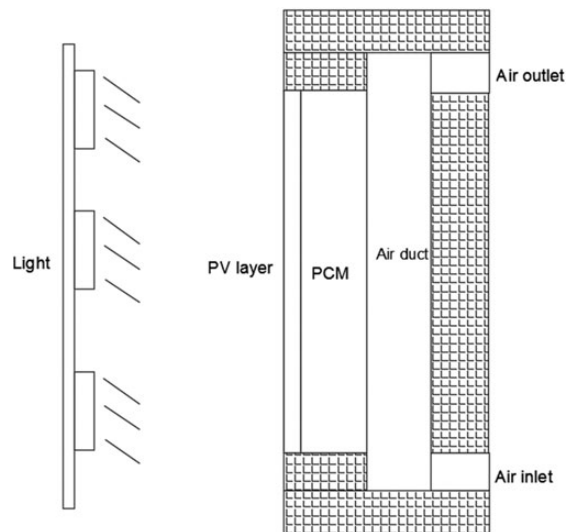 Air outlet
Light
PV layer
PCM
Air duct
Air inlet